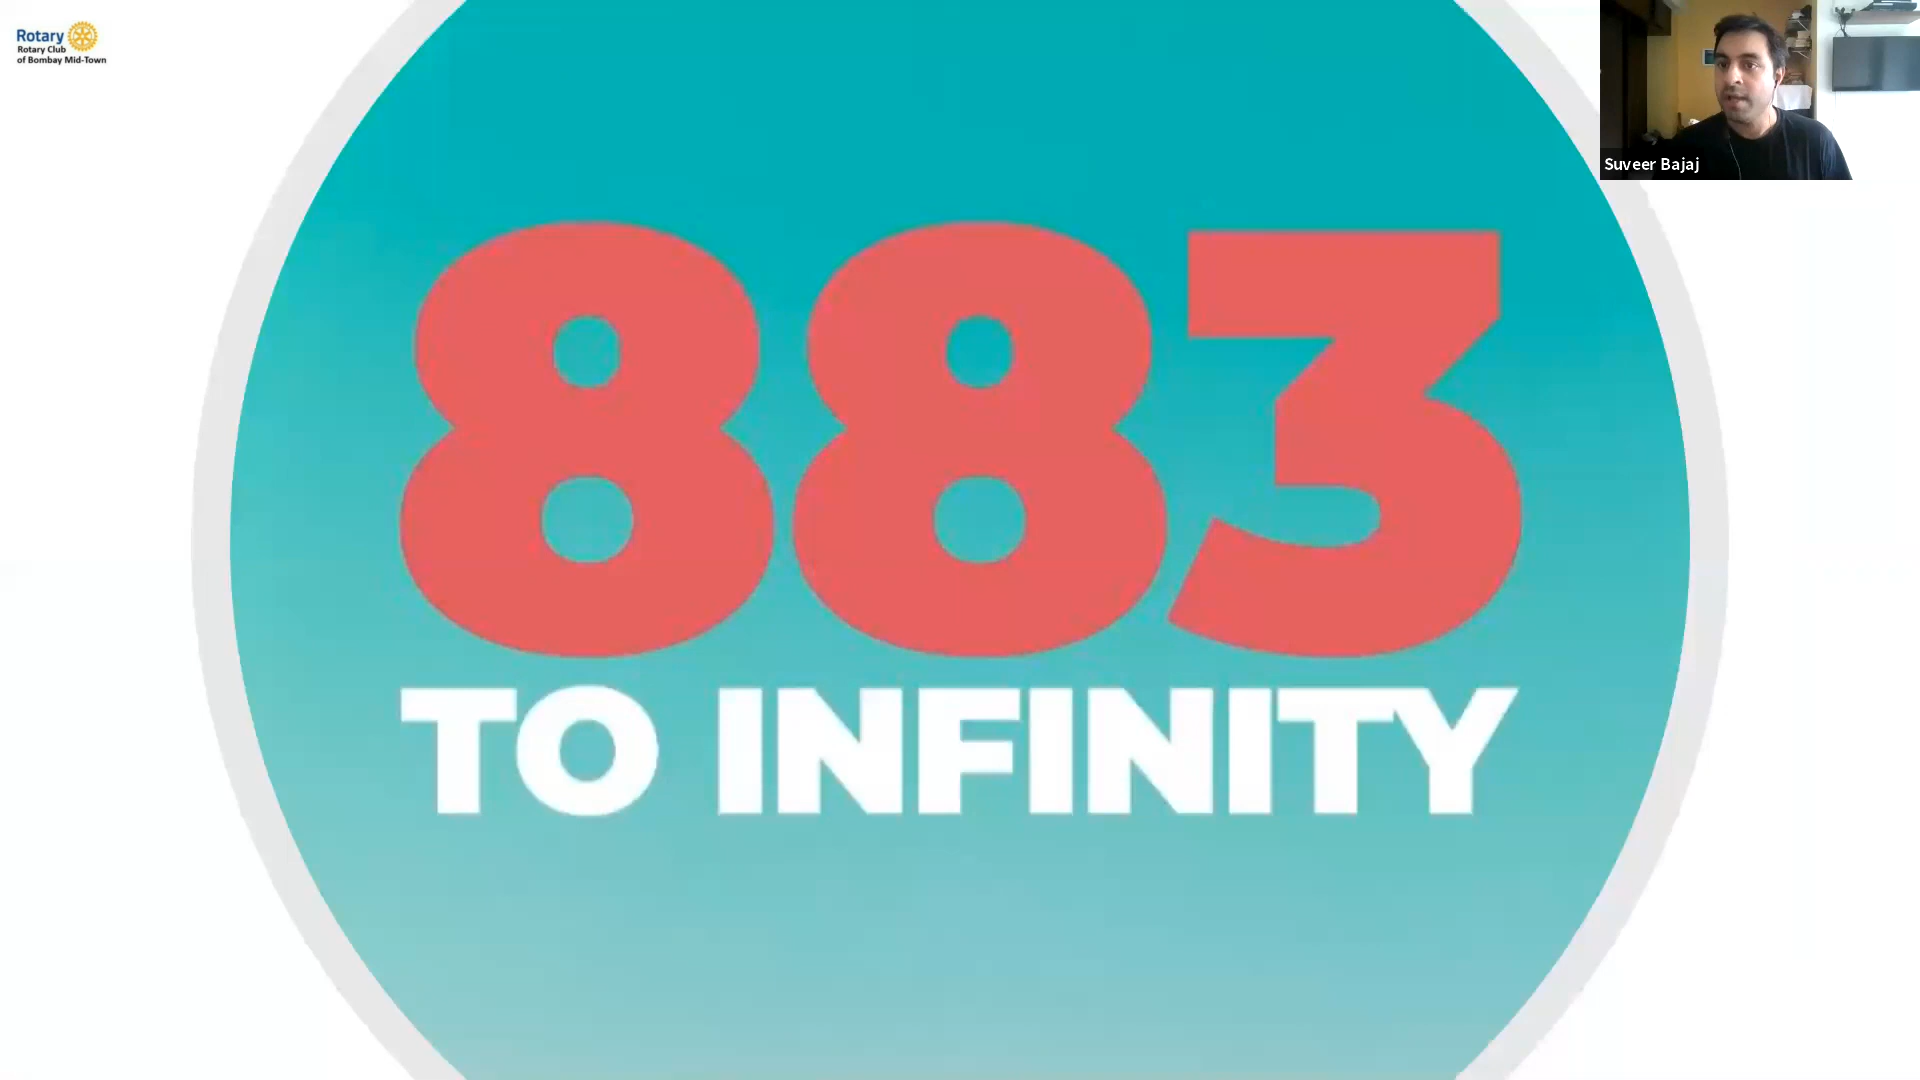 Rotary
Rotary Club
of Bombay Mid-Town
Suveer Bajaj
883
TO INFINITY